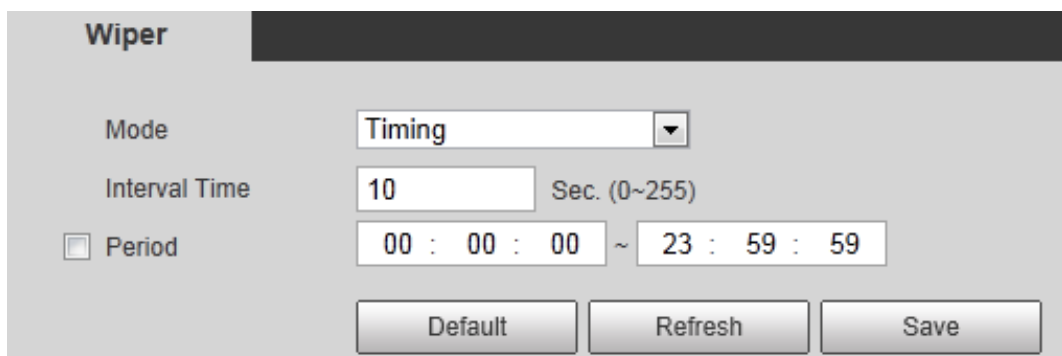 Wiper
Mode Timing
Interval Time 10 Sec. (0~255)
Period 00 : 00 : 00 ~ 23 : 59 : 59
Default Refresh Save